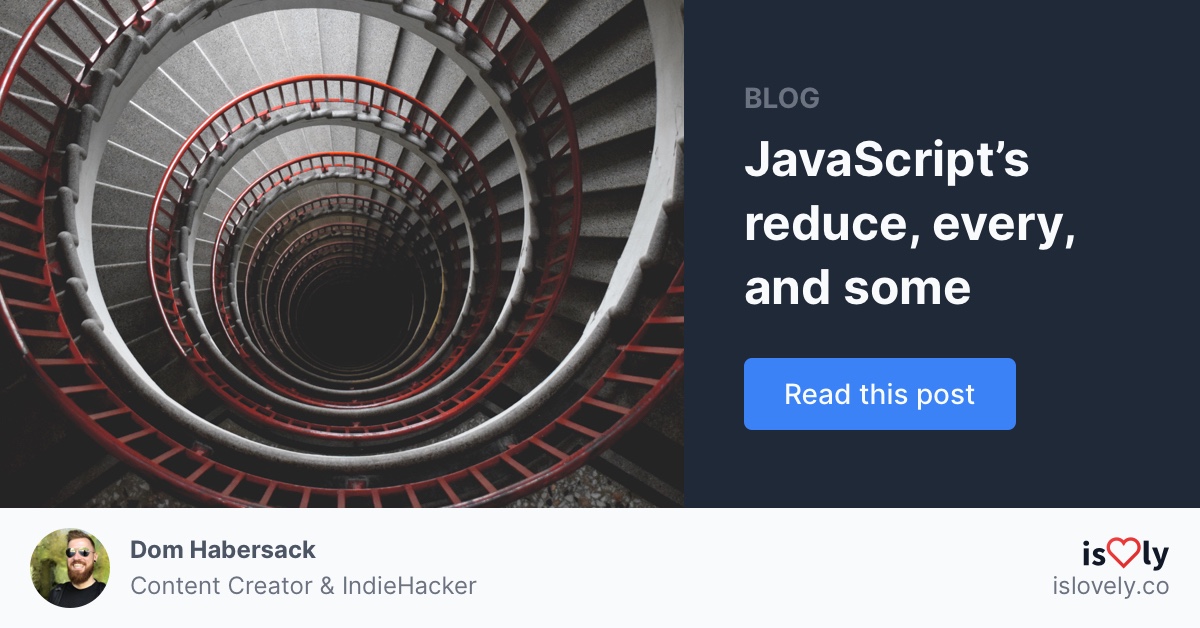 BLOG
JavaScript’s
reduce, every,
and some
Read this post
Dom Habersack
Content Creator & IndieHacker
is♡ly
islovely.co